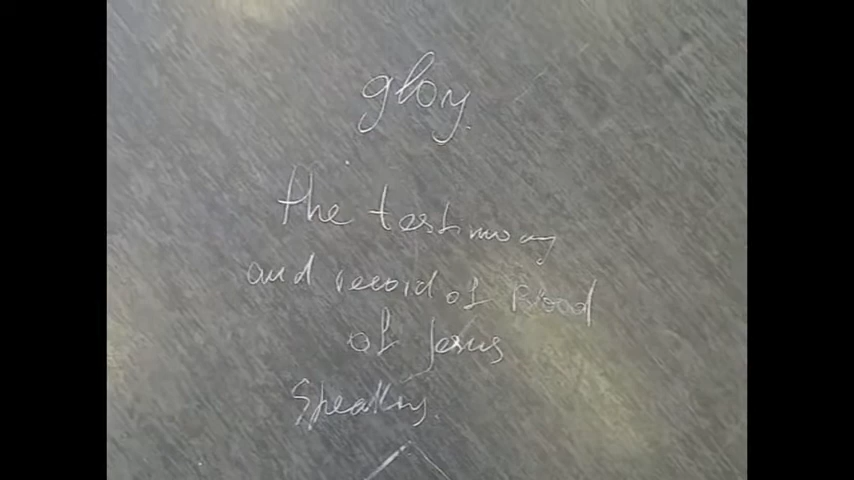 glory.
the testimony
and record of Blood
of Jesus
Speaking.